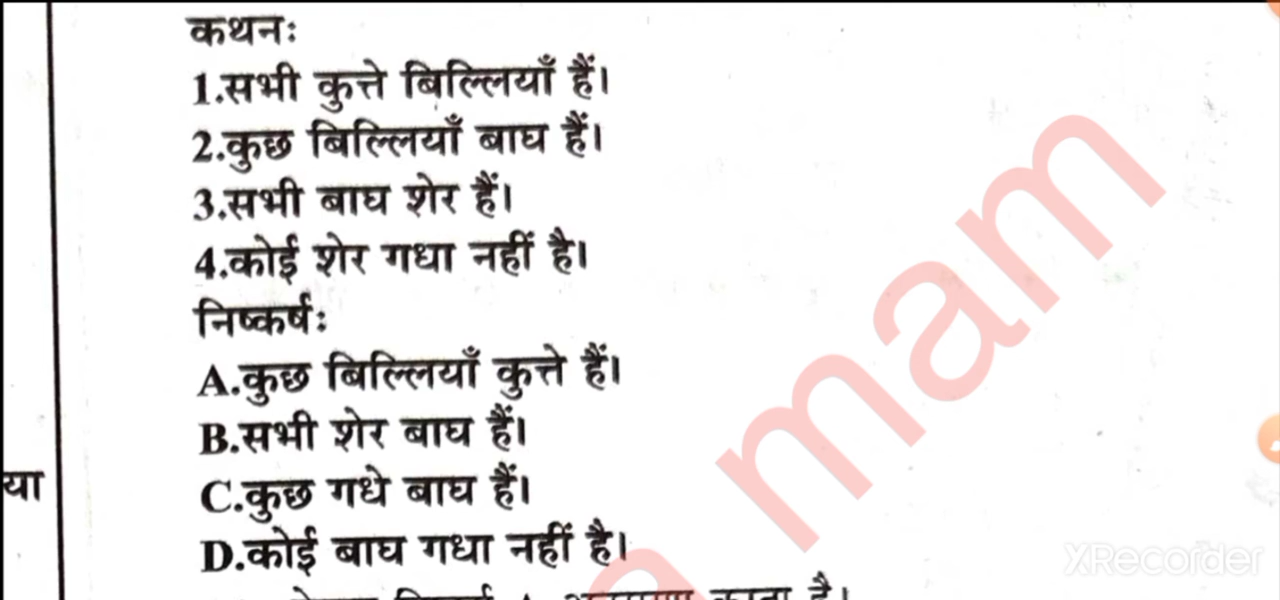 कथनः
1.सभी कुत्ते बिल्लियाँ हैं।
2.कुछ बिल्लियाँ बाघ हैं।
3.सभी बाघ शेर हैं।
4.कोई शेर गधा नहीं है।
निष्कर्षः
A.कुछ बिल्लियाँ कुत्ते हैं।
B.सभी शेर बाघ हैं।
या
C.कुछ गधे बाघ हैं।
D.कोई बाघ गधा नहीं है।
a mam
XRecorder